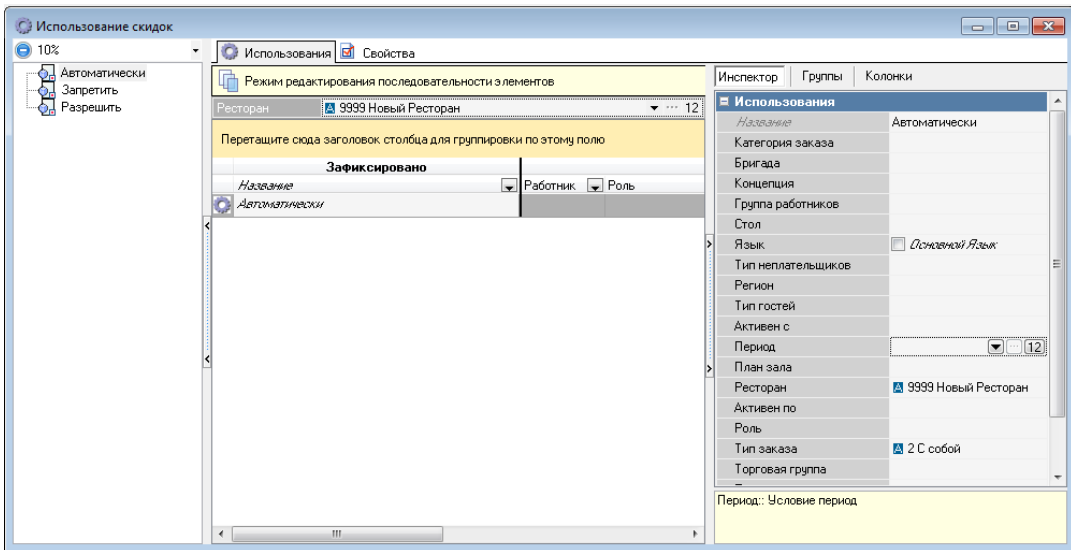 Использование скидок
10%
Автоматически
Запретить
Разрешить
Использования Свойства
Режим редактирования последовательности элементов
Ресторан 9999 Новый Ресторан 12
Перетащите сюда заголовок столбца для группировки по этому полю
Зафиксировано
Название Работник Роль
Автоматически
Инспектор Группы Колонки
Использования
Название Автоматически
Категория заказа
Бригада
Концепция
Группа работников
Стол
Язык Основной Язык
Тип неплательщиков
Регион
Тип гостей
Активен с
Период 12
План зала
Ресторан 9999 Новый Ресторан
Активен по
Роль
Тип заказа 2 С собой
Торговая группа
Период:: Условие период